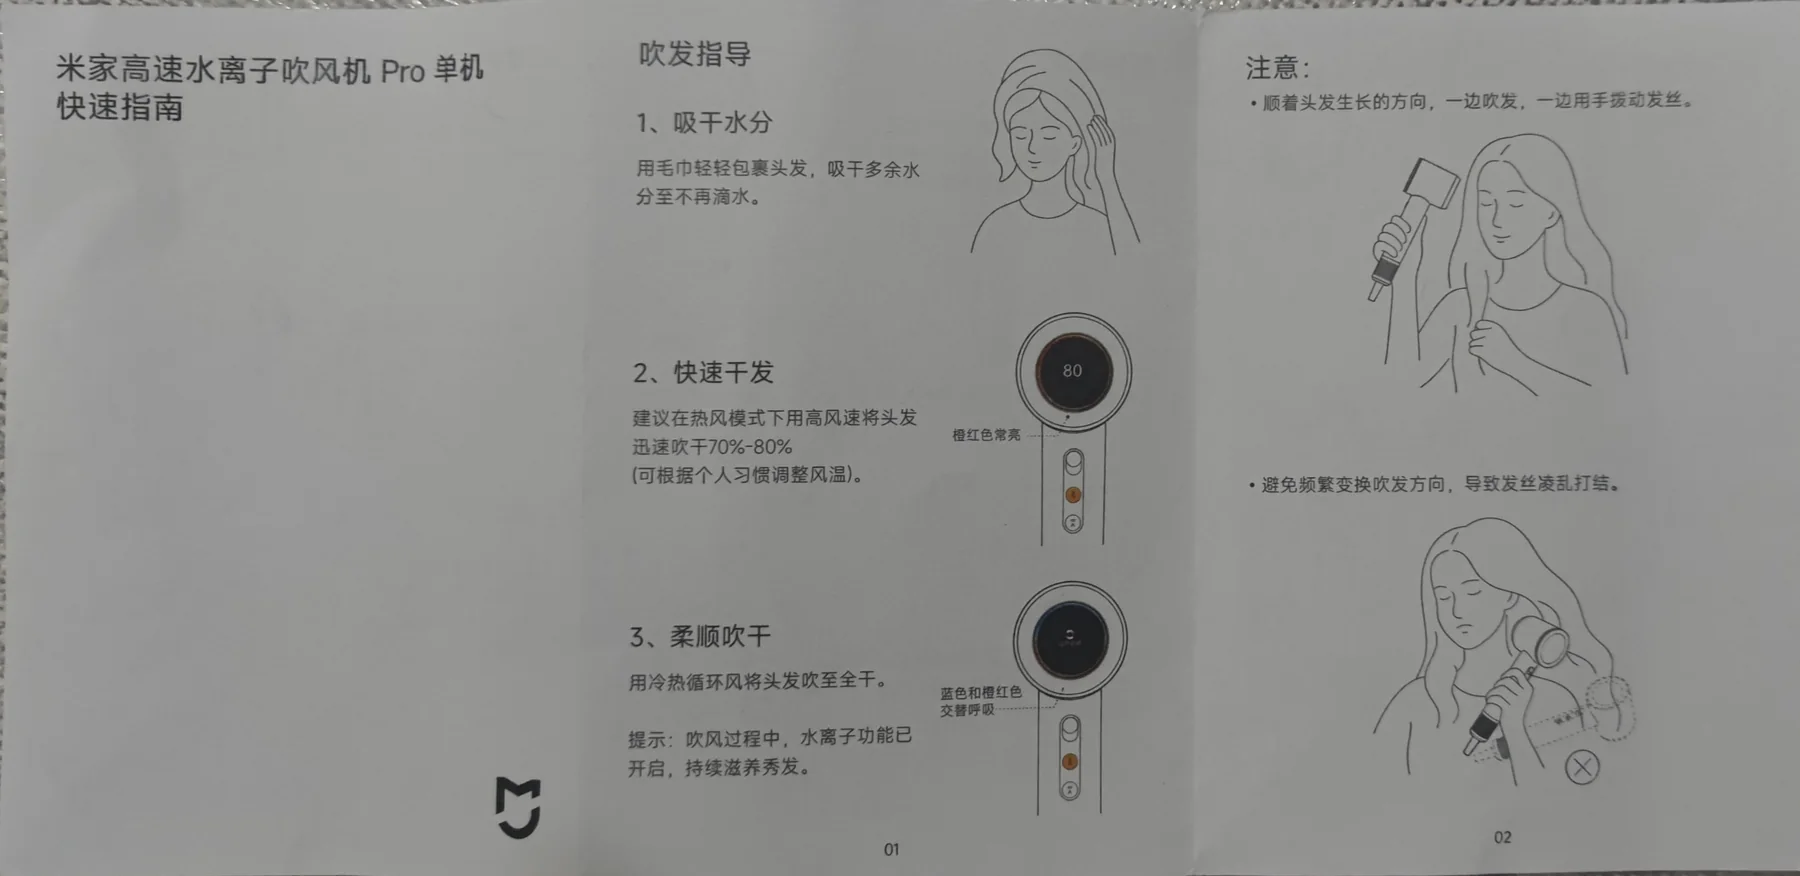 米家高速水离子吹风机 Pro 单机
快速指南
吹发指导
1、吸干水分
用毛巾轻轻包裹头发，吸干多余水
分至不再滴水。
2、快速干发
建议在热风模式下用高风速将头发
迅速吹干70%-80%
(可根据个人习惯调整风温)。
80
橙红色常亮
3、柔顺吹干
用冷热循环风将头发吹至全干。
提示：吹风过程中，水离子功能已
开启，持续滋养秀发。
蓝色和橙红色
交替呼吸
01
注意：
•顺着头发生长的方向，一边吹发，一边用手拨动发丝。
•避免频繁变换吹发方向，导致发丝凌乱打结。
02